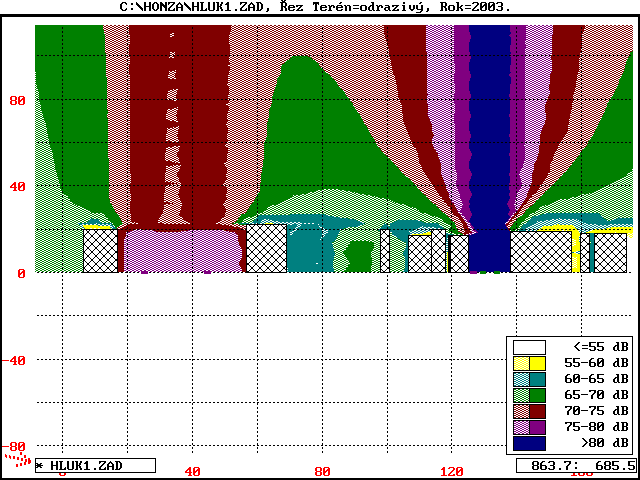 C:\HONZA\HLUK1.ZAD, Řez Terén=odrazivý, Rok=2003.
80
40
0
-40
-80
<=55 dB
55-60 dB
60-65 dB
65-70 dB
70-75 dB
75-80 dB
>80 dB
* HLUK1.ZAD
0 40 80 120 160
863.7: 685.5